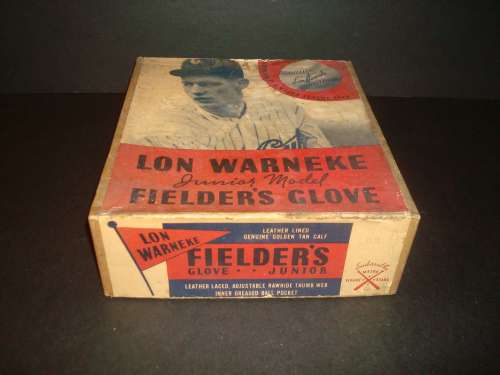 LON WARNEKE
Junior Model
FIELDER'S GLOVE
LON
WARNEKE
LEATHER LINED
GENUINE GOLDEN TAN CALF
FIELDER'S
GLOVE · · JUNIOR
LEATHER LACED, ADJUSTABLE RAWHIDE THUMB WEB
INNER GREASED BALL POCKET